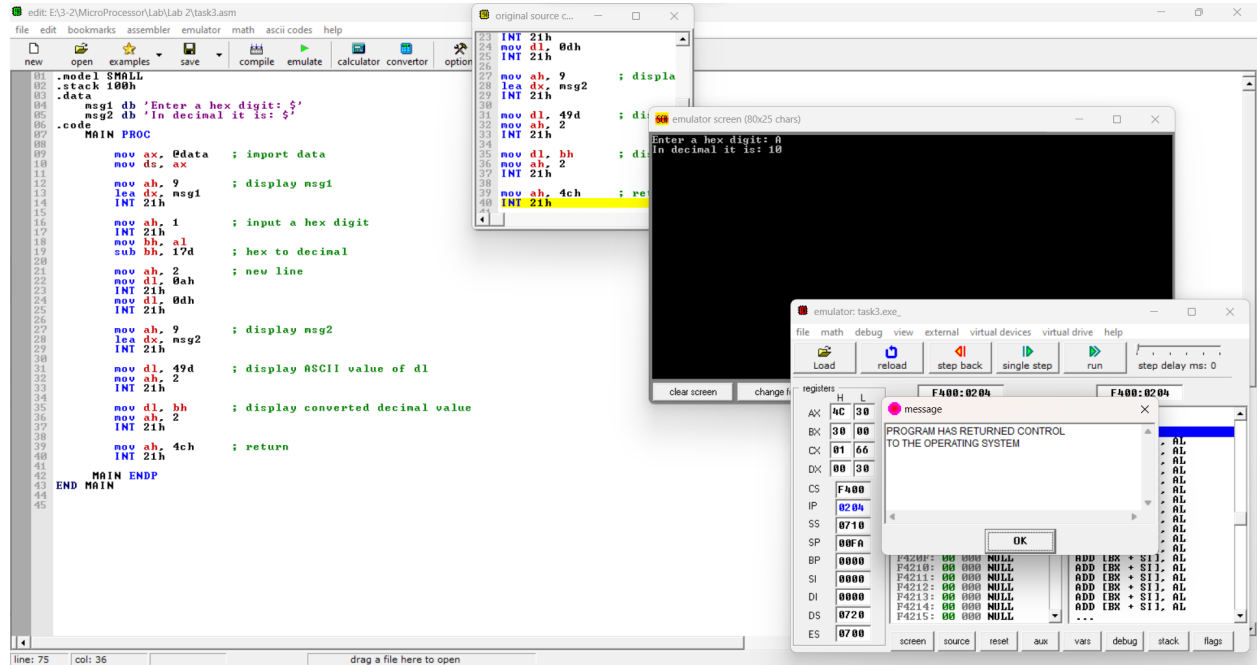 edit: E:\3-2\MicroProcessor\Lab\Lab 2\task3.asm
file edit bookmarks assembler emulator math ascii codes help
new open examples save compile emulate calculator convertor option
01 .model SMALL
02 .stack 100h
03 .data
04 msg1 db 'Enter a hex digit: $'
05 msg2 db 'In decimal it is: $'
06 .code
07 MAIN PROC
08
09 mov ax, @data ; import data
10 mov ds, ax
11
12 mov ah, 9 ; display msg1
13 lea dx, msg1
14 INT 21h
15
16 mov ah, 1 ; input a hex digit
17 INT 21h
18 mov bh, al
19 sub bh, 17d ; hex to decimal
20
21 mov ah, 2 ; new line
22 mov dl, 0ah
23 INT 21h
24 mov dl, 0dh
25 INT 21h
26
27 mov ah, 9 ; display msg2
28 lea dx, msg2
29 INT 21h
30
31 mov dl, 49d ; display ASCII value of dl
32 mov ah, 2
33 INT 21h
34
35 mov dl, bh ; display converted decimal value
36 mov ah, 2
37 INT 21h
38
39 mov ah, 4ch ; return
40 INT 21h
41
42 MAIN ENDP
43 END MAIN
44
45
line: 75 col: 36 drag a file here to open
original source c...
23 INT 21h
24 mov dl, 0dh
25 INT 21h
26
27 mov ah, 9 ; displa
28 lea dx, msg2
29 INT 21h
30
31 mov dl, 49d ; di
32 mov ah, 2
33 INT 21h
34
35 mov dl, bh ; di
36 mov ah, 2
37 INT 21h
38
39 mov ah, 4ch ; ret
40 INT 21h
41
emulator screen (80x25 chars)
Enter a hex digit: A
In decimal it is: 10
clear screen change f
emulator: task3.exe_
file math debug view external virtual devices virtual drive help
Load reload step back single step run step delay ms: 0
registers F400:0204 F400:0204
H L
AX 4C 30
BX 30 00
CX 01 66
DX 00 30
CS F400
IP 0204
SS 0710
SP 00FA
BP 0000
SI 0000
DI 0000
DS 0720
ES 0700
message
PROGRAM HAS RETURNED CONTROL
TO THE OPERATING SYSTEM
OK
, AL
, AL
, AL
, AL
, AL
, AL
, AL
, AL
, AL
, AL
, AL
, AL
F420F: 00 000 NULL ADD [BX + SI], AL
F4210: 00 000 NULL ADD [BX + SI], AL
F4211: 00 000 NULL ADD [BX + SI], AL
F4212: 00 000 NULL ADD [BX + SI], AL
F4213: 00 000 NULL ADD [BX + SI], AL
F4214: 00 000 NULL ADD [BX + SI], AL
F4215: 00 000 NULL ...
screen source reset aux vars debug stack flags